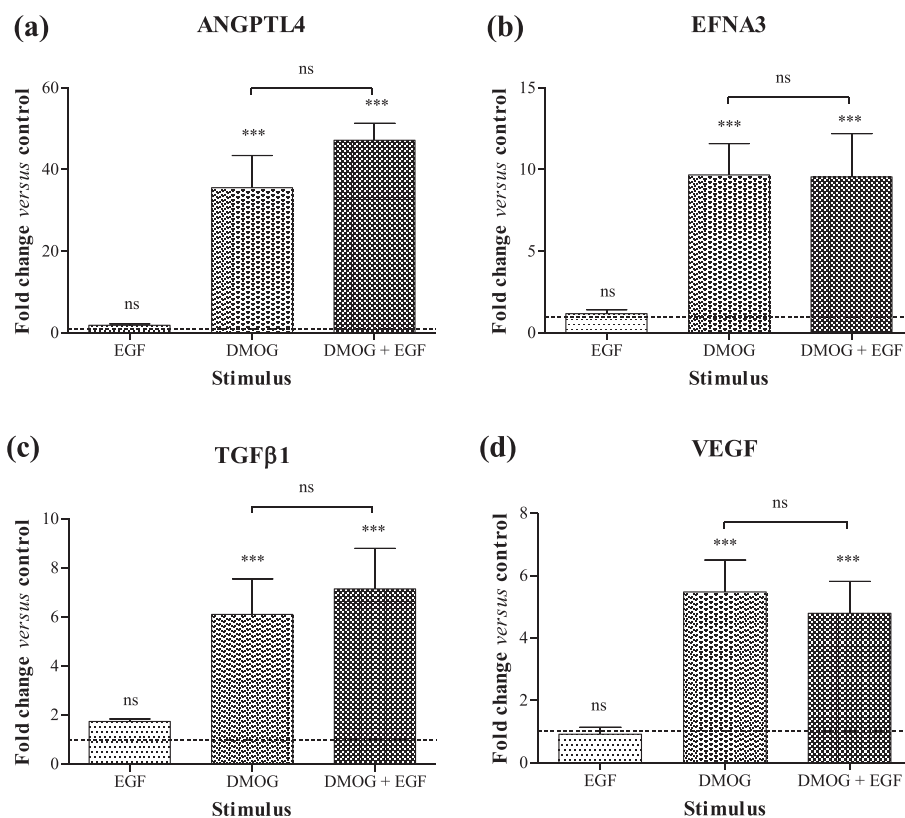 (a)
ANGPTL4
ns
60
***
***
40
20
ns
0
Fold change versus control
EGF
DMOG
DMOG + EGF
Stimulus
(b)
EFNA3
ns
15
***
***
10
5
ns
0
Fold change versus control
EGF
DMOG
DMOG + EGF
Stimulus
(c)
TGFβ1
ns
10
***
***
8
6
4
ns
2
0
Fold change versus control
EGF
DMOG
DMOG + EGF
Stimulus
(d)
VEGF
ns
8
***
***
6
4
ns
2
0
Fold change versus control
EGF
DMOG
DMOG + EGF
Stimulus